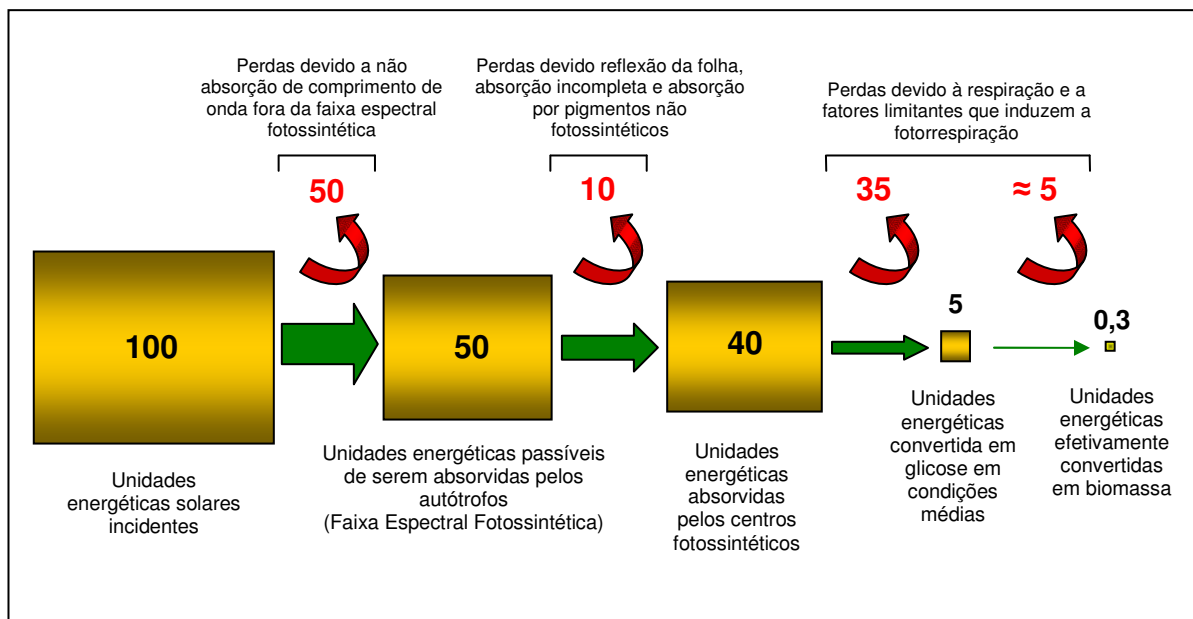 Perdas devido a não
absorção de comprimento de
onda fora da faixa espectral
fotossintética
50
Perdas devido reflexão da folha,
absorção incompleta e absorção
por pigmentos não
fotossintéticos
10
Perdas devido à respiração e a
fatores limitantes que induzem a
fotorrespiração
35
≈ 5
100
50
40
5
0,3
Unidades
energéticas solares
incidentes
Unidades energéticas passíveis
de serem absorvidas pelos
autótrofos
(Faixa Espectral Fotossintética)
Unidades
energéticas
absorvidas
pelos centros
fotossintéticos
Unidades
energéticas
convertida em
glicose em
condições
médias
Unidades
energéticas
efetivamente
convertidas
em biomassa